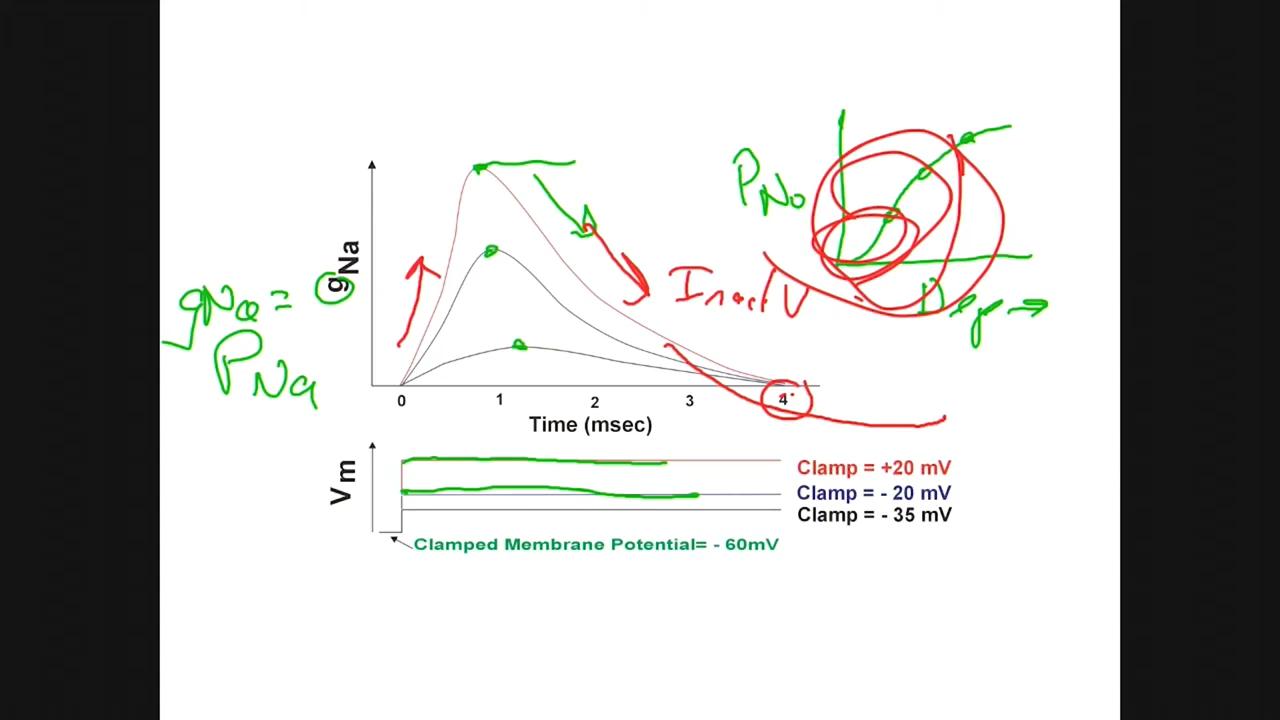 gNa
gNa =
PNa
PNa
Inact V
Dep →
0 1 2 3 4
Time (msec)
Vm
Clamp = +20 mV
Clamp = - 20 mV
Clamp = - 35 mV
Clamped Membrane Potential= - 60mV